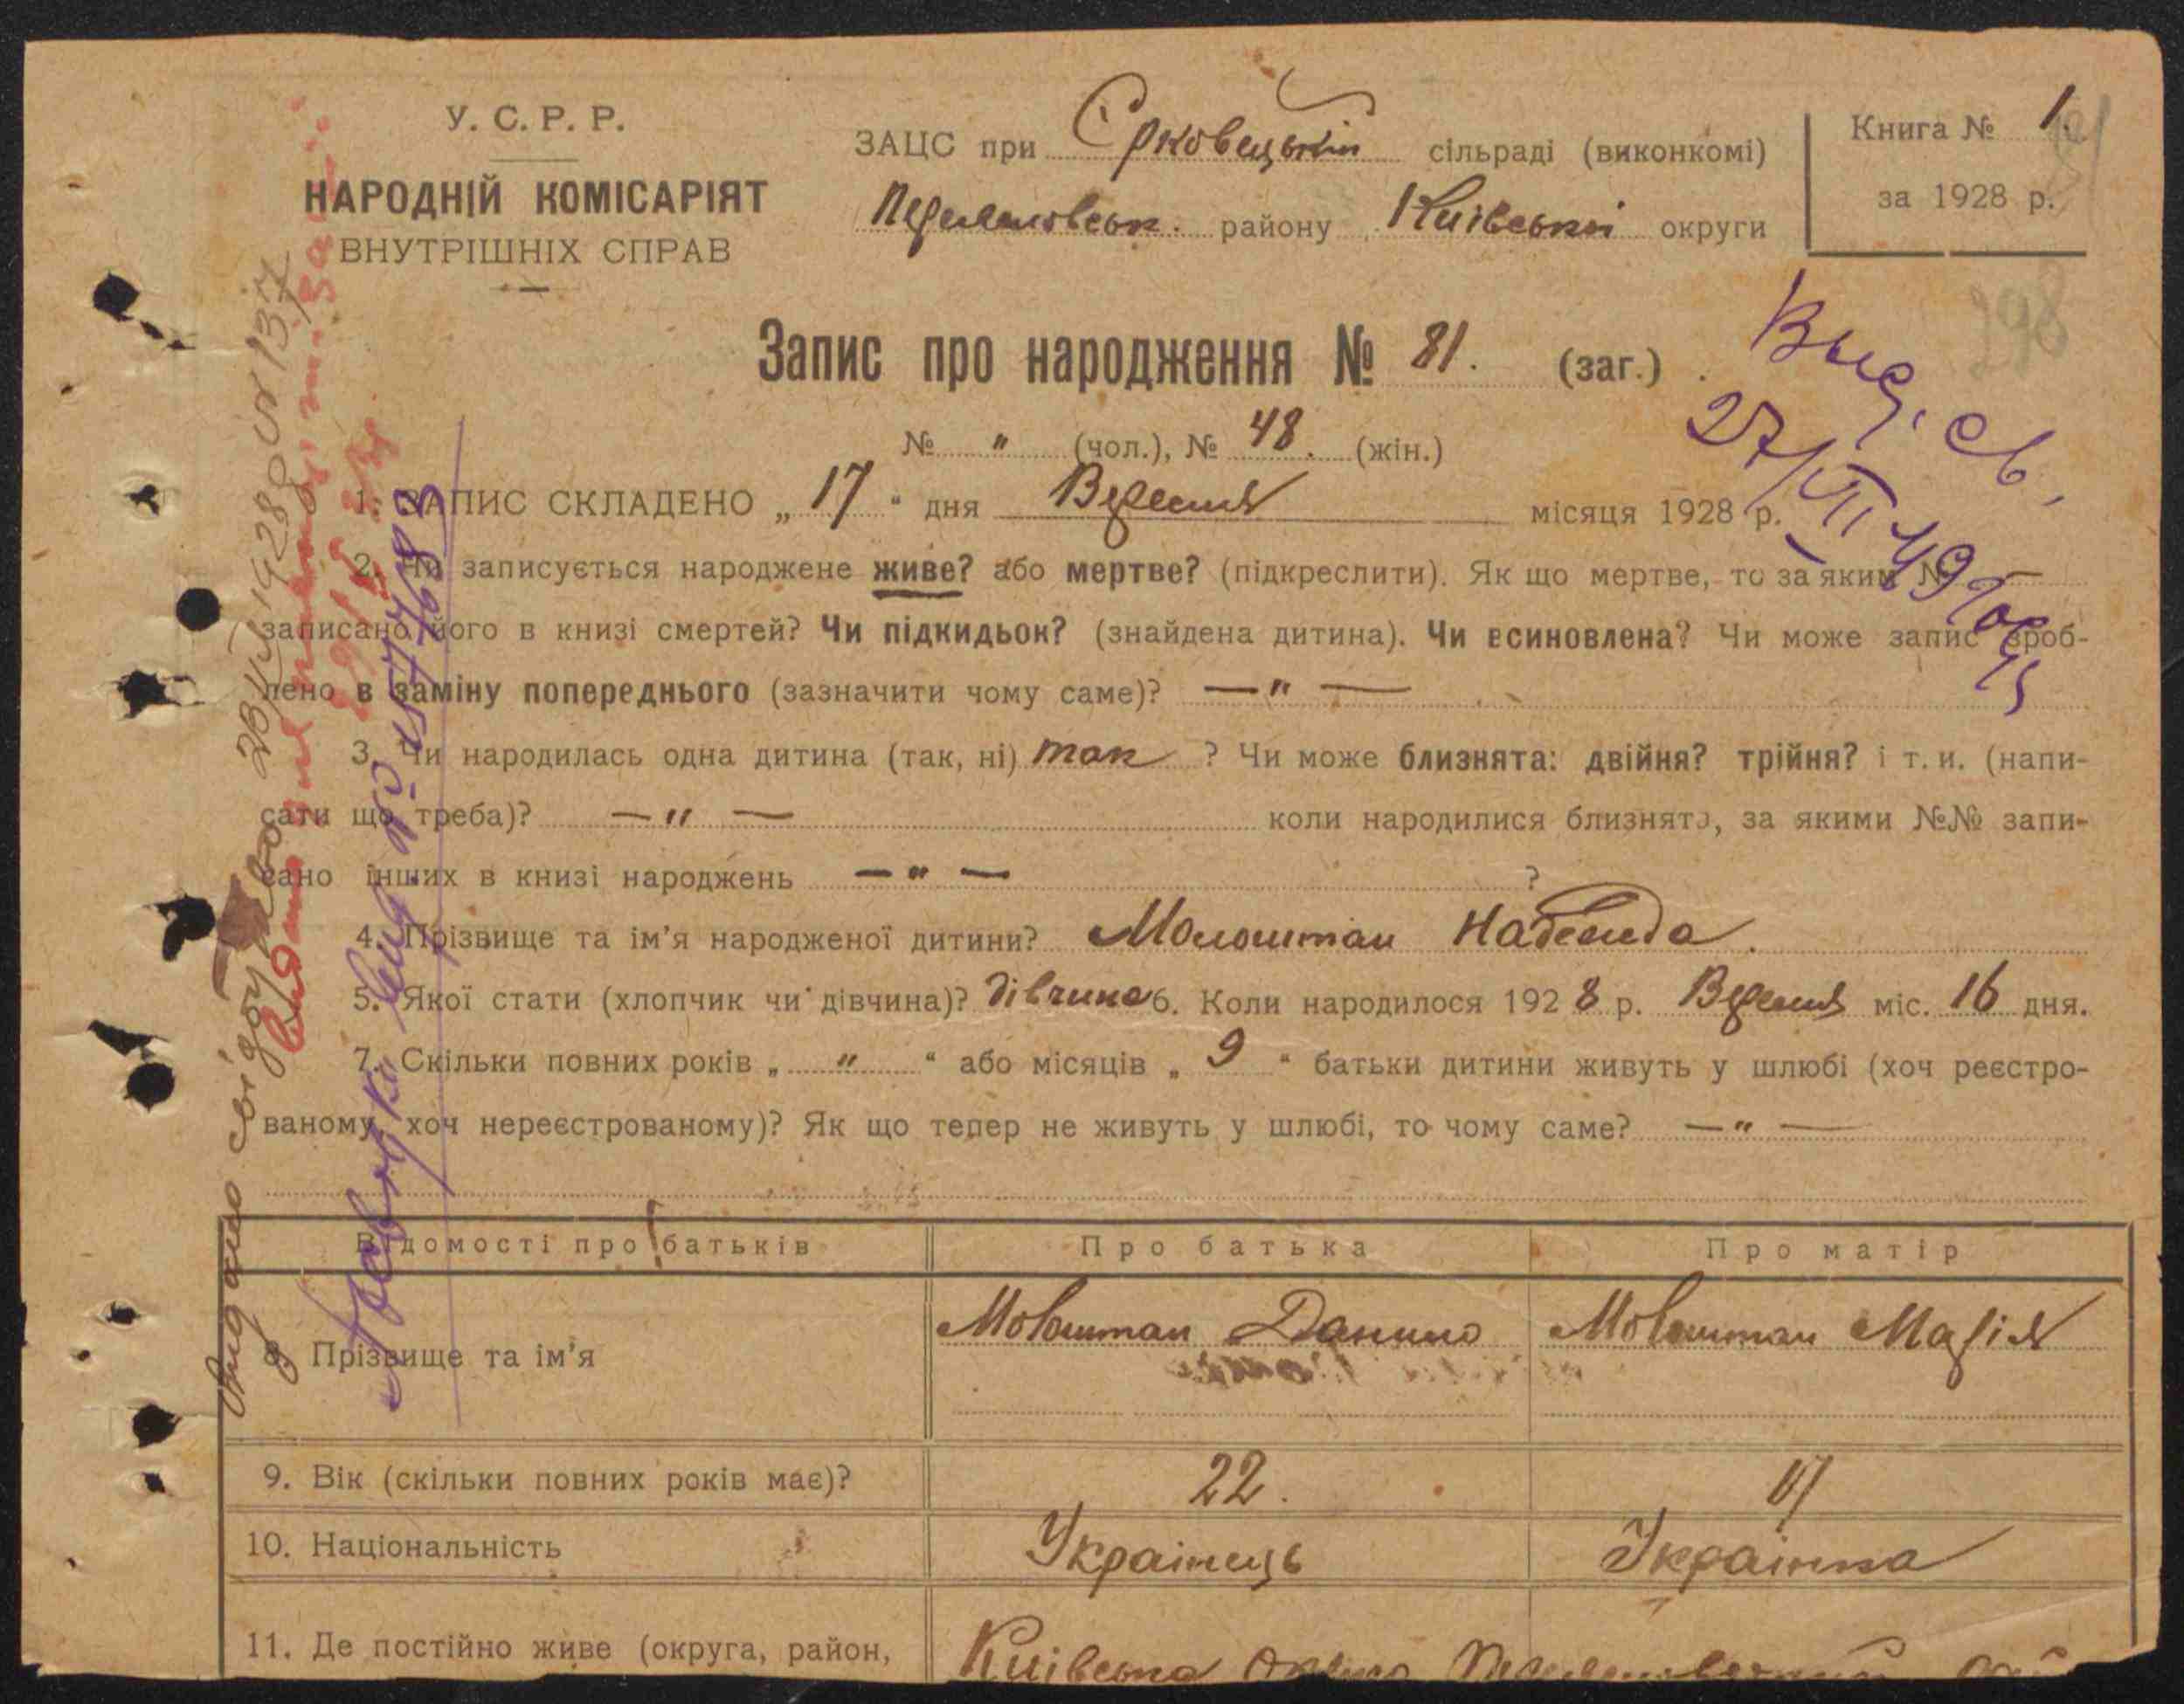 У. С. Р. Р.
НАРОДНІЙ КОМІСАРІЯТ
ВНУТРІШНІХ СПРАВ
ЗАЦС при Єрковецькій сільраді (виконкомі)
району Київської округи
Книга № 1.
за 1928 р.
Запис про народження № 81. (заг.)
№ " (чол.), № 48. (жін.)
1. ЗАПИС СКЛАДЕНО „ 17 “ дня Вересня місяця 1928 р.
2. Чи записується народжене живе? або мертве? (підкреслити). Як що мертве, то за яким № —
записано його в книзі смертей? Чи підкидьок? (знайдена дитина). Чи всиновлена? Чи може запис зроб-
лено в заміну попереднього (зазначити чому саме)? — " —
3. Чи народилась одна дитина (так, ні) так ? Чи може близнята: двійня? трійня? і т. и. (напи-
сати що треба)? — " — коли народилися близнята, за якими №№ запи-
сано інших в книзі народжень — " — ?
4. Прізвище та ім’я народженої дитини?
5. Якої стати (хлопчик чи дівчина)? дівчина 6. Коли народилося 1928 р. Вересня міс. 16 дня.
7. Скільки повних років „ " “ або місяців „ 9 “ батьки дитини живуть у шлюбі (хоч реєстро-
ваному, хоч нереєстрованому)? Як що тепер не живуть у шлюбі, то чому саме? — " —
Відомості про батьків Про батька Про матір
8. Прізвище та ім’я Данило Марія
9. Вік (скільки повних років має)? 22.
10. Національність Українець Українка
11. Де постійно живе (округа, район, Київська округа
Выд. св.
27/VII 49